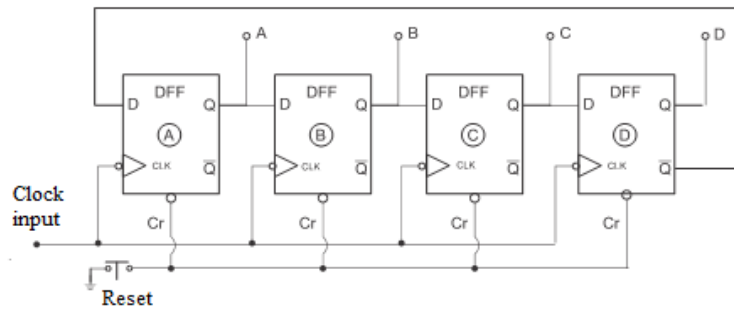 A B C D
DFF DFF DFF DFF
D Q D Q D Q D Q
A B C D
CLK Q̅ CLK Q̅ CLK Q̅ CLK Q̅
Clock
input
Cr Cr Cr Cr
Reset